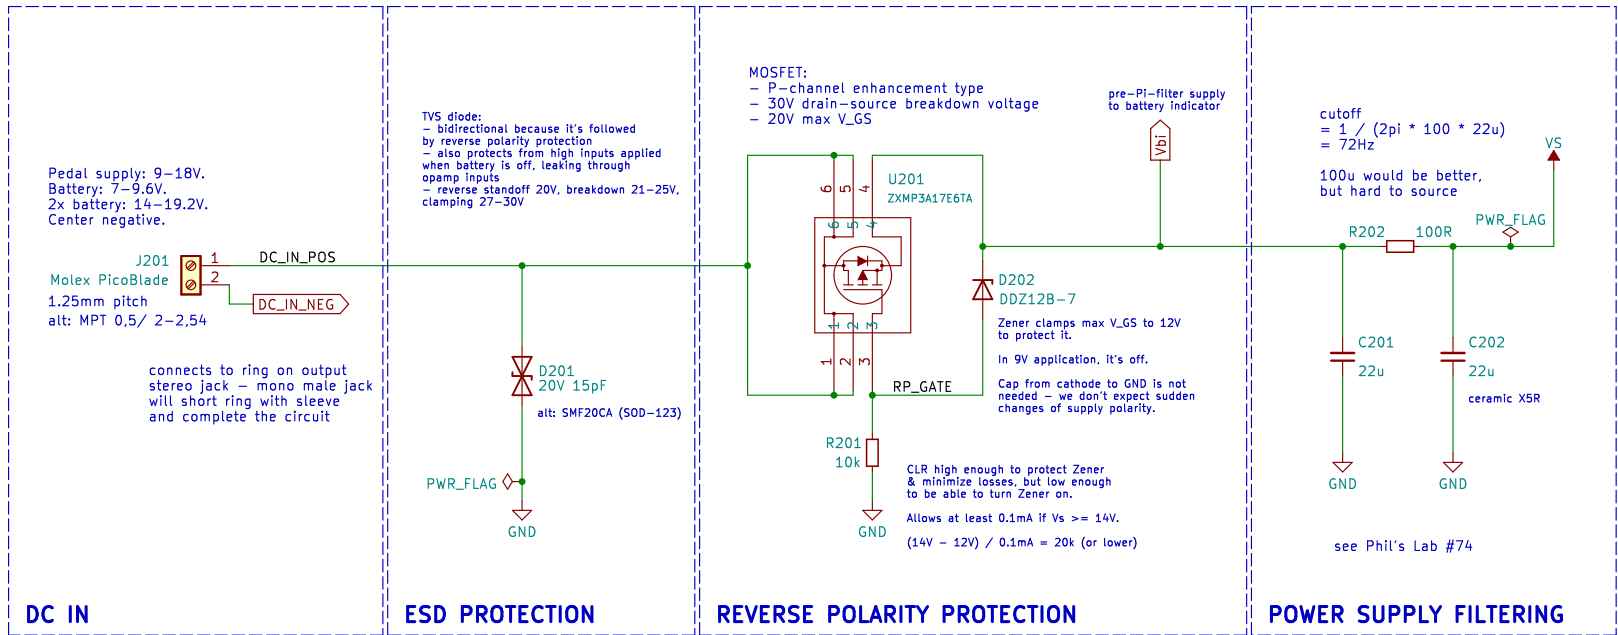 Pedal supply: 9-18V.
Battery: 7-9.6V.
2x battery: 14-19.2V.
Center negative.
J201
Molex PicoBlade
1
2
DC_IN_POS
DC_IN_NEG
1.25mm pitch
alt: MPT 0,5/ 2-2,54
connects to ring on output
stereo jack - mono male jack
will short ring with sleeve
and complete the circuit
DC IN
TVS diode:
- bidirectional because it's followed
by reverse polarity protection
- also protects from high inputs applied
when battery is off, leaking through
opamp inputs
- reverse standoff 20V, breakdown 21-25V,
clamping 27-30V
D201
20V 15pF
alt: SMF20CA (SOD-123)
PWR_FLAG
GND
ESD PROTECTION
MOSFET:
- P-channel enhancement type
- 30V drain-source breakdown voltage
- 20V max V_GS
pre-Pi-filter supply
to battery indicator
Vbi
6
5
4
U201
ZXMP3A17E6TA
6
5
4
1
2
3
1
2
3
RP_GATE
D202
DDZ12B-7
Zener clamps max V_GS to 12V
to protect it.
In 9V application, it's off.
Cap from cathode to GND is not
needed - we don't expect sudden
changes of supply polarity.
R201
10k
GND
CLR high enough to protect Zener
& minimize losses, but low enough
to be able to turn Zener on.
Allows at least 0.1mA if Vs >= 14V.
(14V - 12V) / 0.1mA = 20k (or lower)
REVERSE POLARITY PROTECTION
cutoff
= 1 / (2pi * 100 * 22u)
= 72Hz
100u would be better,
but hard to source
VS
PWR_FLAG
R202
100R
C201
22u
C202
22u
ceramic X5R
GND
GND
see Phil's Lab #74
POWER SUPPLY FILTERING